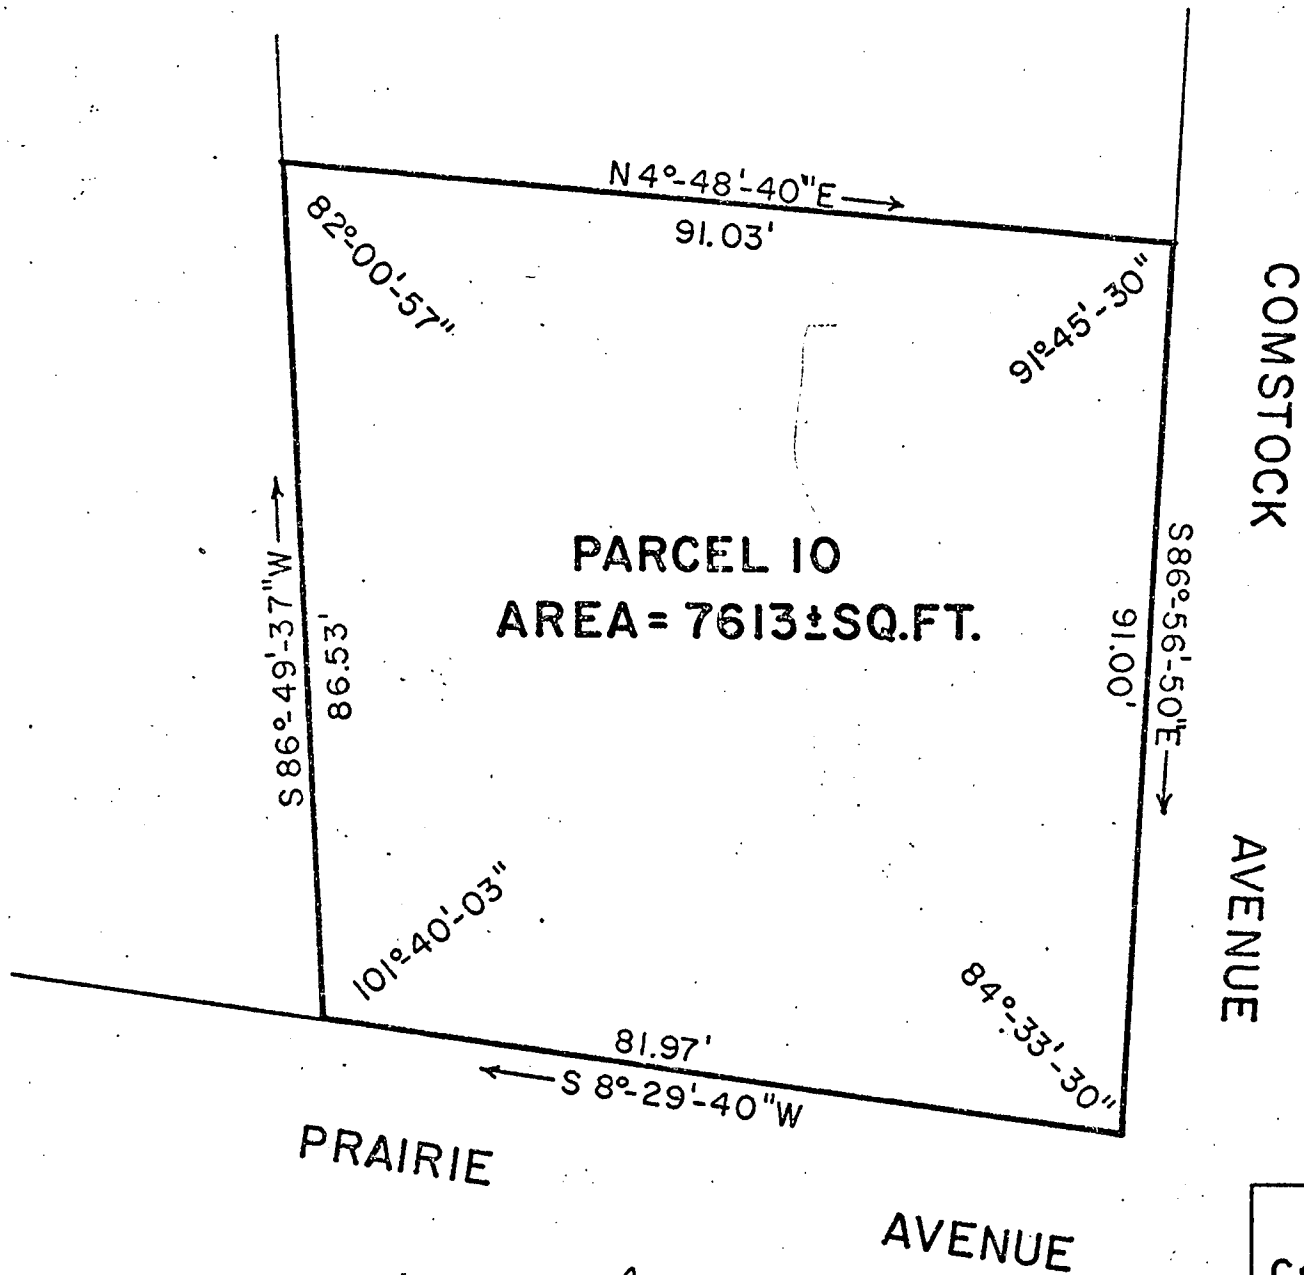 N 4°-48'-40"E
91.03'
82°-00'-57"
91°-45'-30"
COMSTOCK
AVENUE
S 86°-49'-37"W
86.53'
PARCEL 10
AREA= 7613±SQ.FT.
S 86°-56'-50"E
91.00'
101°-40'-03"
84°-33'-30"
81.97'
S 8°-29'-40"W
PRAIRIE
AVENUE